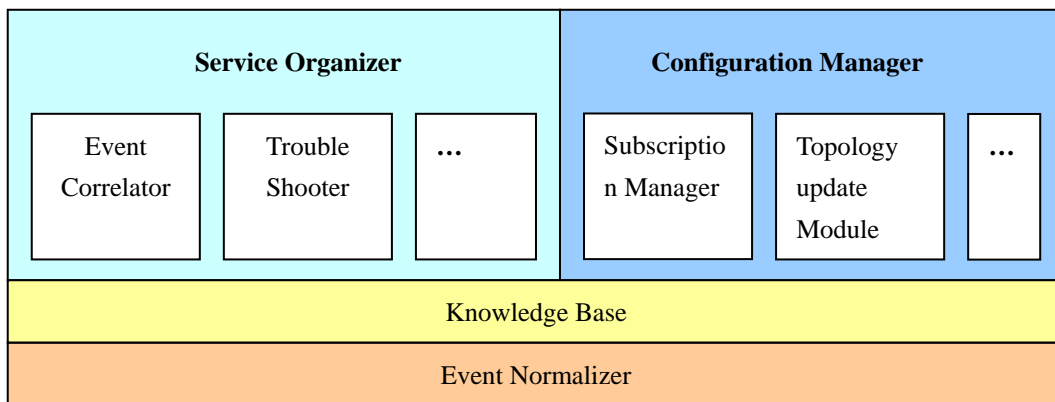 Service Organizer
Configuration Manager
Event
Correlator
Trouble
Shooter
...
Subscriptio
n Manager
Topology
update
Module
...
Knowledge Base
Event Normalizer